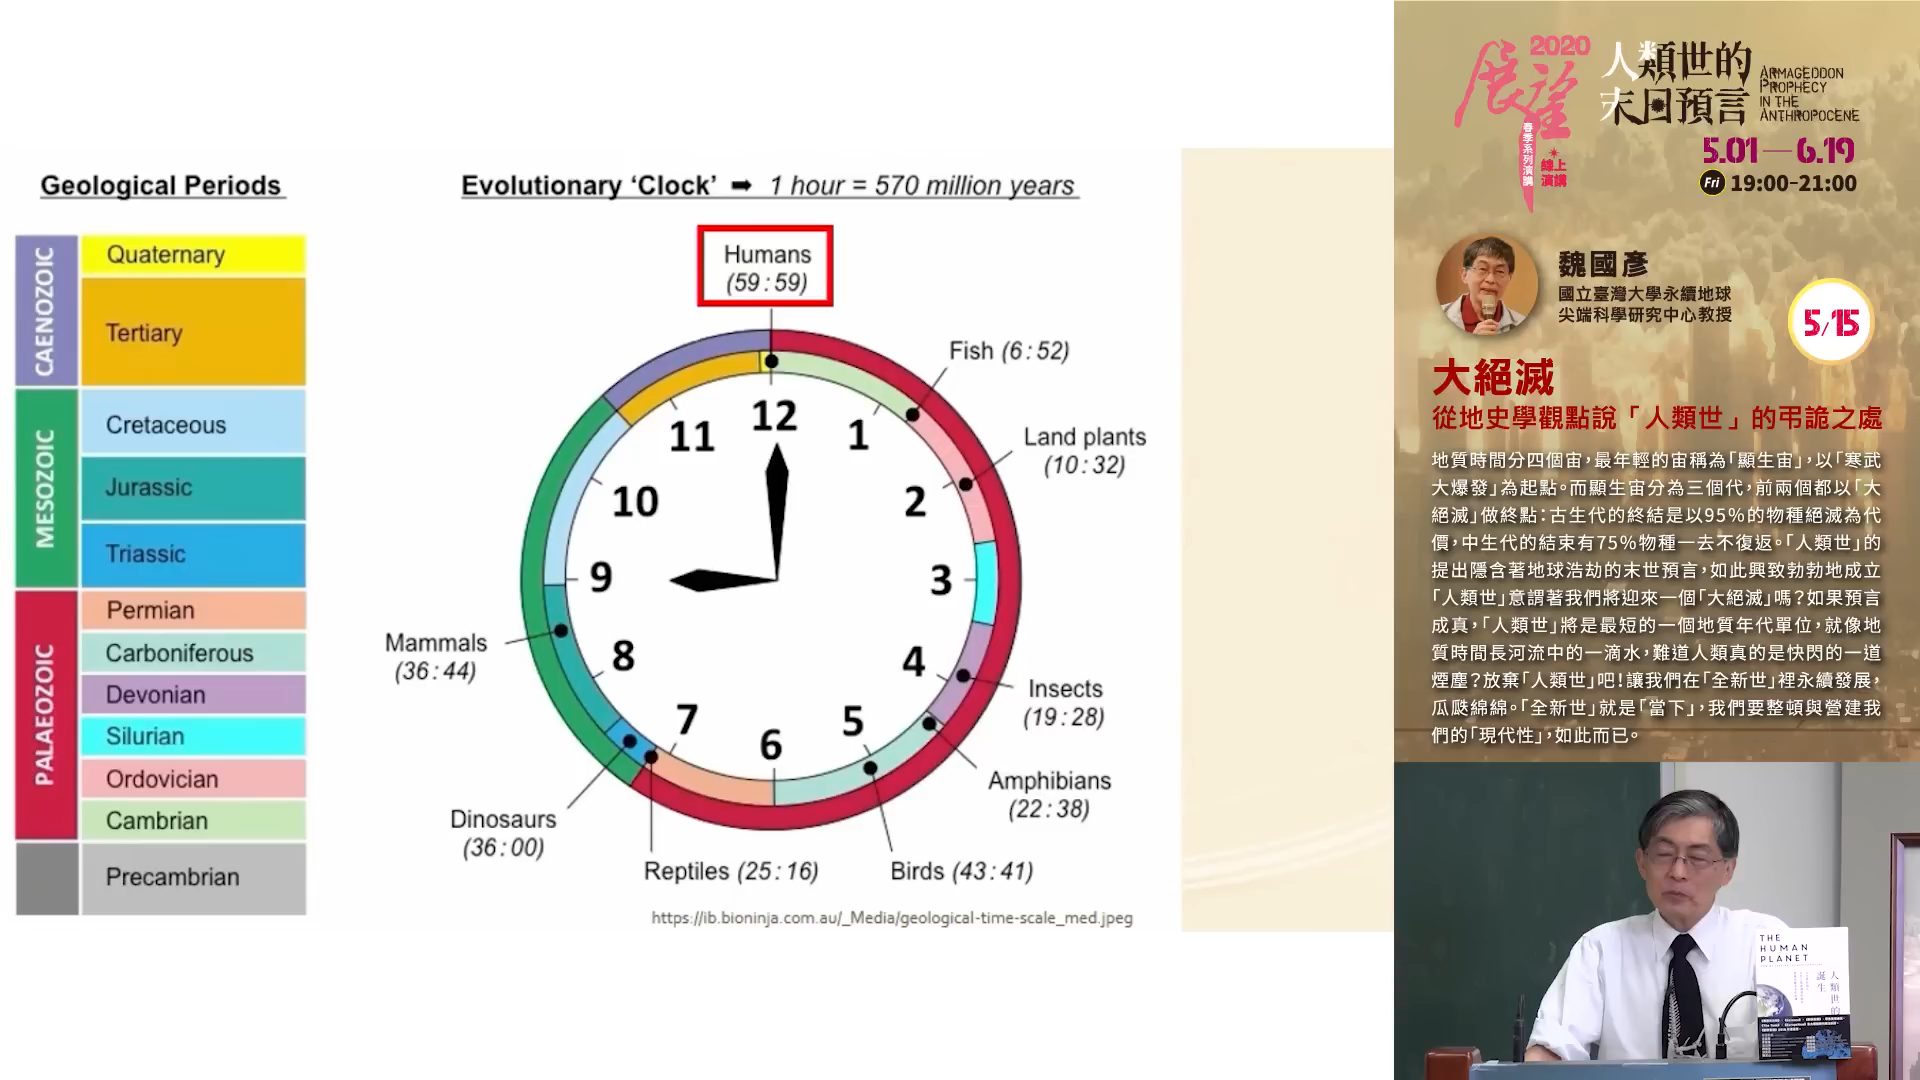 Geological Periods
CAENOZOIC
Quaternary
Tertiary
MESOZOIC
Cretaceous
Jurassic
Triassic
PALAEOZOIC
Permian
Carboniferous
Devonian
Silurian
Ordovician
Cambrian
Precambrian
Evolutionary ‘Clock’ ➡ 1 hour = 570 million years
Humans
(59:59)
Fish (6:52)
Land plants
(10:32)
Insects
(19:28)
Amphibians
(22:38)
Birds (43:41)
Reptiles (25:16)
Dinosaurs
(36:00)
Mammals
(36:44)
12
1
2
3
4
5
6
7
8
9
10
11
https://ib.bioninja.com.au/_Media/geological-time-scale_med.jpeg
2020
展望
春季系列演講
線上
演講
人類世的
末日預言
ARMAGEDDON
PROPHECY
IN THE
ANTHROPOCENE
5.01—6.19
Fri 19:00-21:00
魏國彥
國立臺灣大學永續地球
尖端科學研究中心教授
5/15
大絕滅
從地史學觀點說「人類世」的弔詭之處
地質時間分四個宙，最年輕的宙稱為「顯生宙」，以「寒武
大爆發」為起點。而顯生宙分為三個代，前兩個都以「大
絕滅」做終點：古生代的終結是以95%的物種絕滅為代
價，中生代的結束有75%物種一去不復返。「人類世」的
提出隱含著地球浩劫的末世預言，如此興致勃勃地成立
「人類世」意謂著我們將迎來一個「大絕滅」嗎？如果預言
成真，「人類世」將是最短的一個地質年代單位，就像地
質時間長河流中的一滴水，難道人類真的是快閃的一道
煙塵？放棄「人類世」吧！讓我們在「全新世」裡永續發展，
瓜瓞綿綿。「全新世」就是「當下」，我們要整頓與營建我
們的「現代性」，如此而已。
THE
HUMAN
PLANET
人類世的
誕生